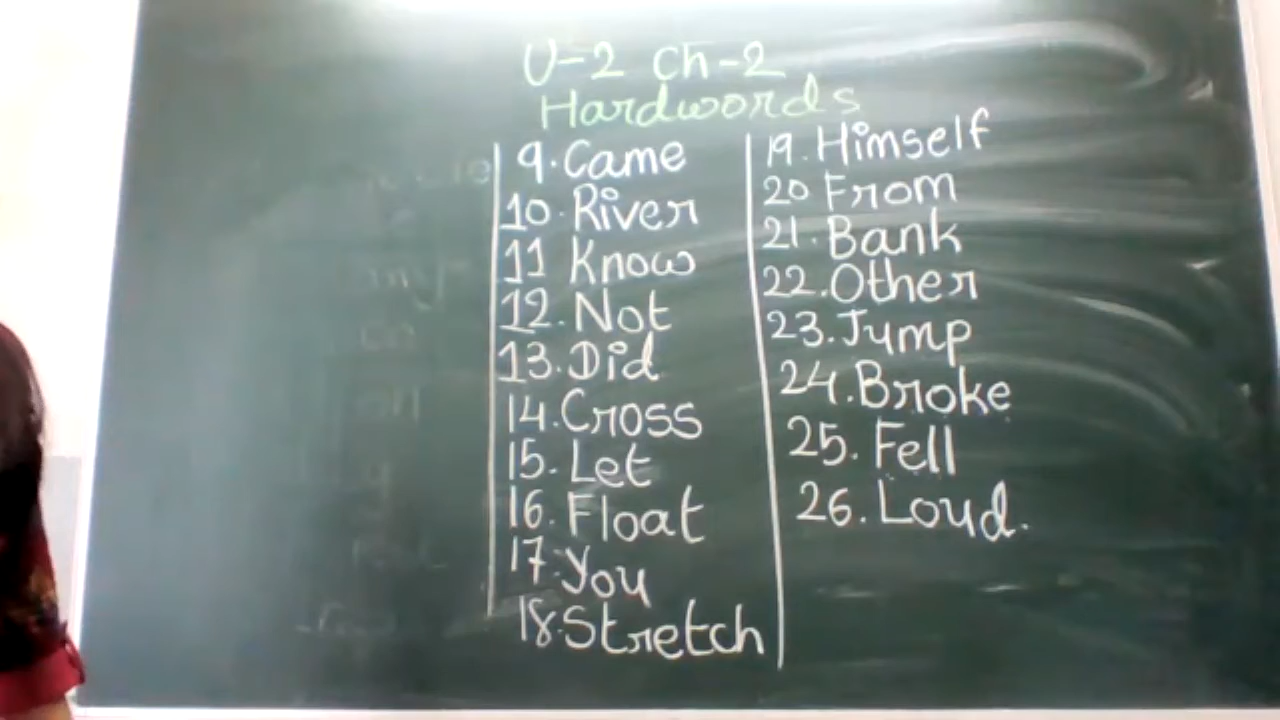 U-2 Ch-2
Hardwords
9. Came
10. River
11 Know
12. Not
13. Did
14. Cross
15. Let
16. Float
17. You
18. Stretch
19. Himself
20 From
21. Bank
22. Other
23. Jump
24. Broke
25. Fell
26. Loud.